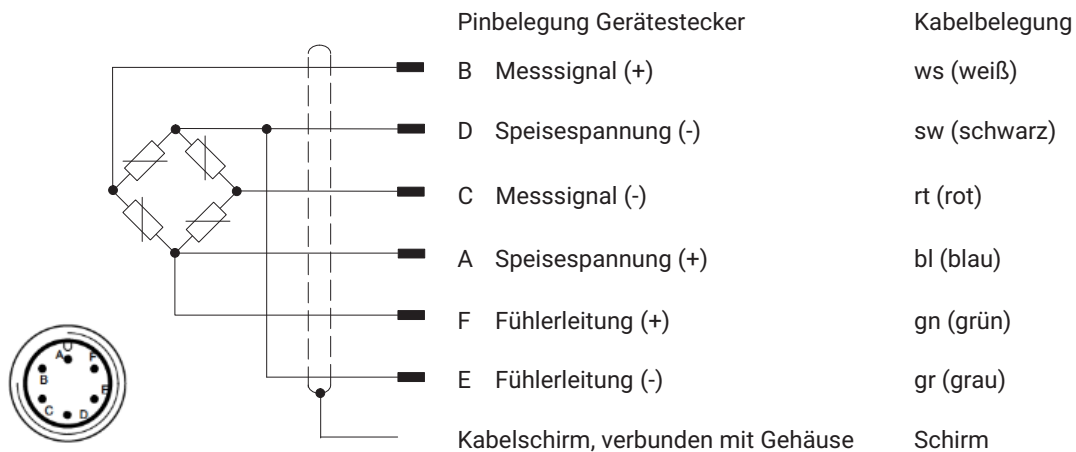 Pinbelegung Gerätestecker Kabelbelegung
B Messsignal (+) ws (weiß)
D Speisespannung (-) sw (schwarz)
C Messsignal (-) rt (rot)
A Speisespannung (+) bl (blau)
F Fühlerleitung (+) gn (grün)
E Fühlerleitung (-) gr (grau)
Kabelschirm, verbunden mit Gehäuse Schirm
A F
B E
C D